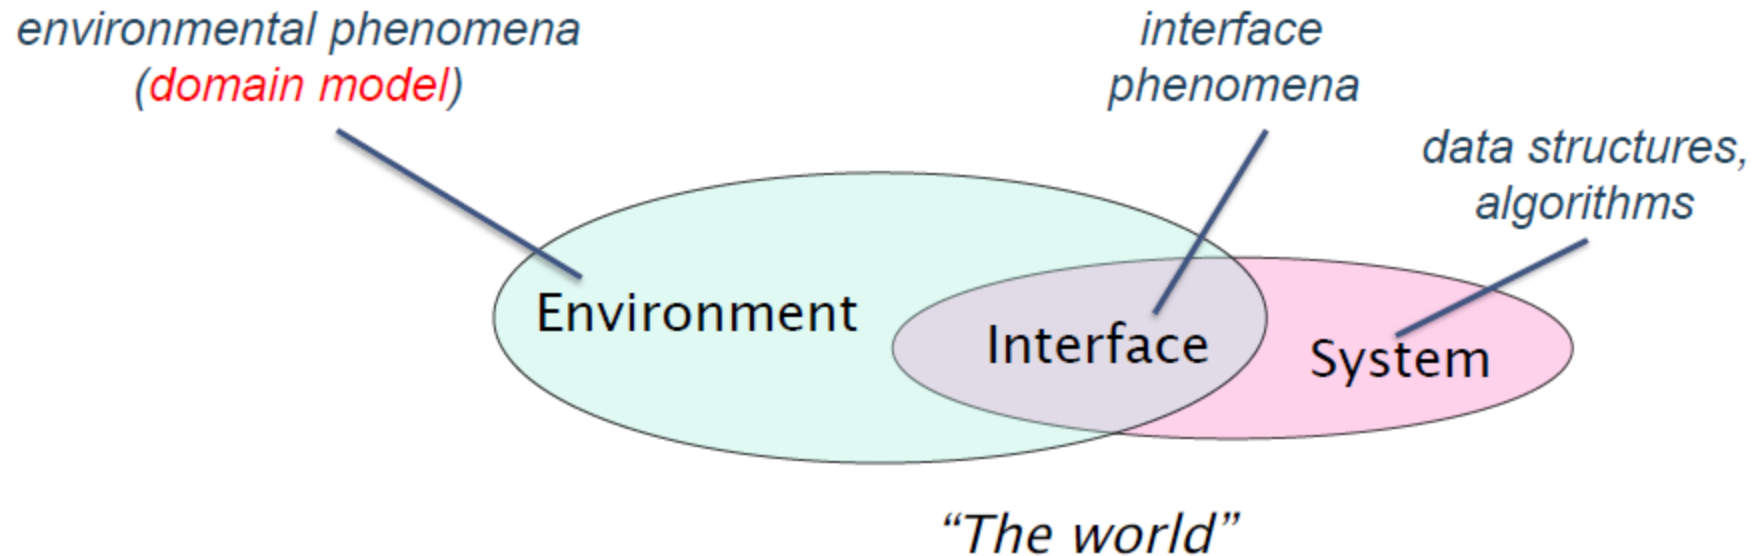 environmental phenomena
(domain model)
interface
phenomena
data structures,
algorithms
Environment
Interface
System
“The world”